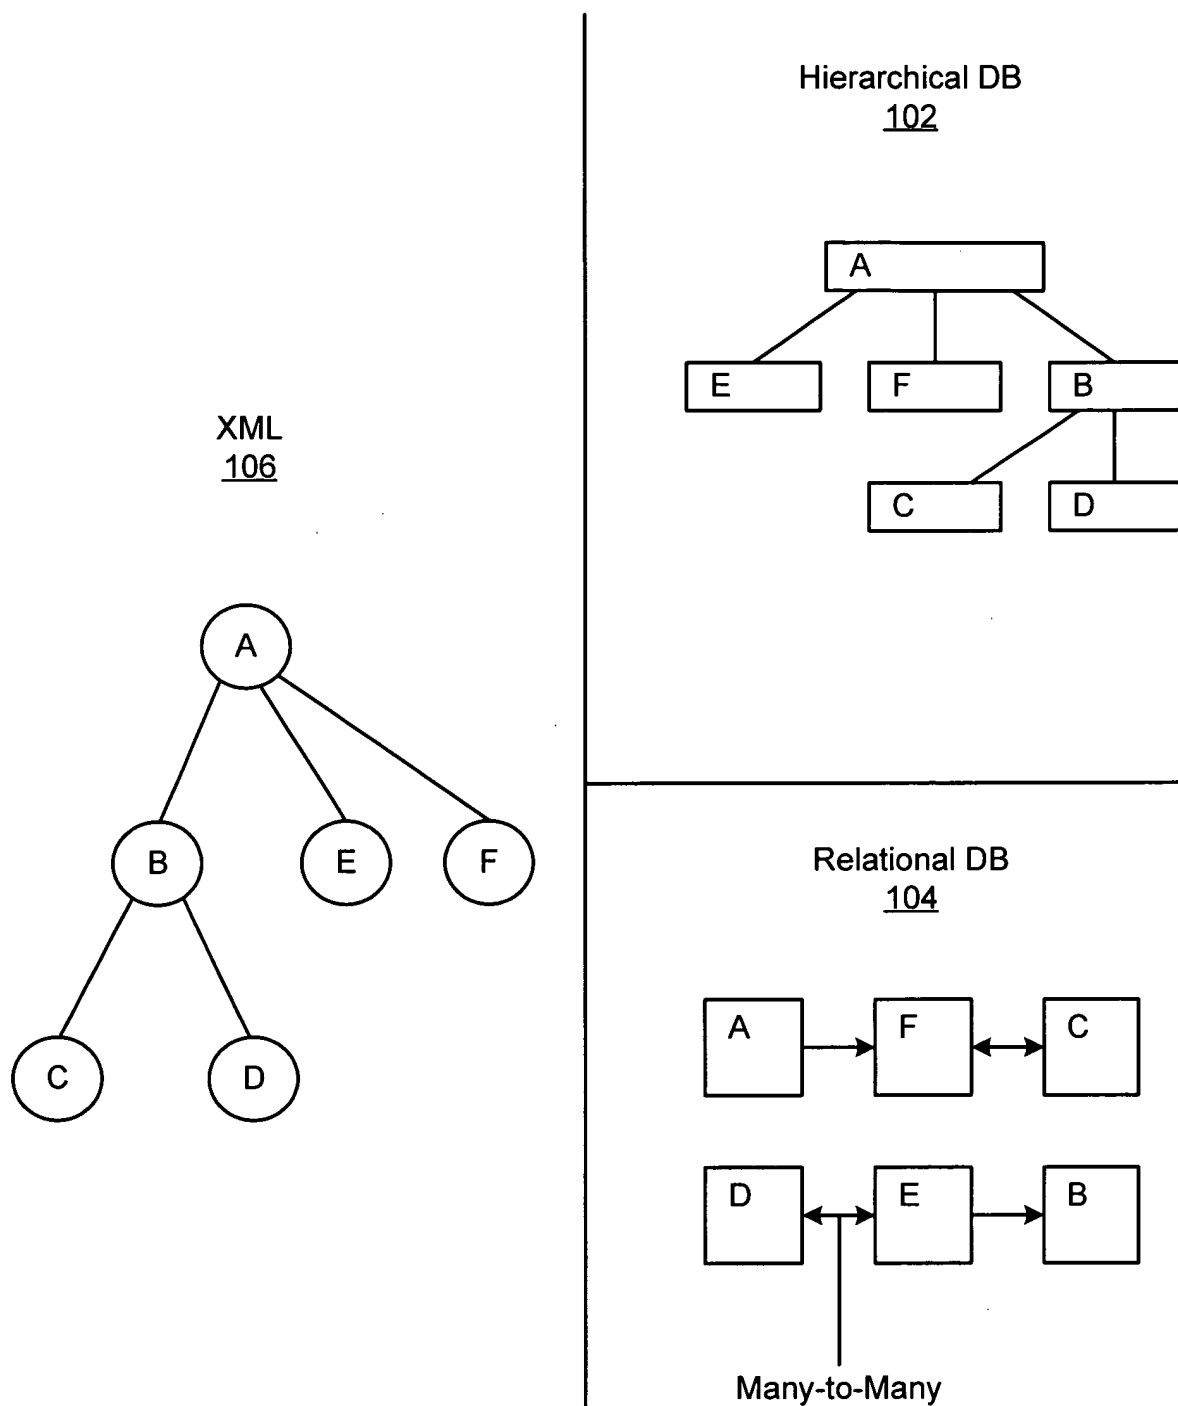 XML
106
A
B
E
F
C
D
Hierarchical DB
102
A
E
F
B
C
D
Relational DB
104
A
F
C
D
E
B
Many-to-Many